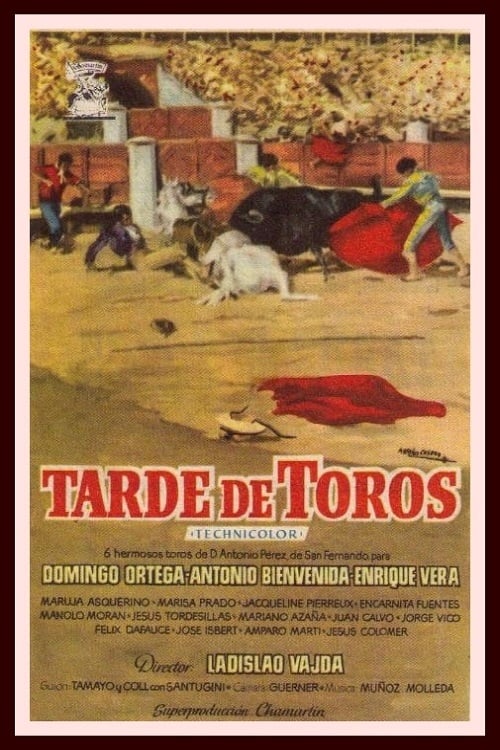 Chamartín
TARDE DE TOROS
TECHNICOLOR
6 hermosos toros de D. Antonio Pérez, de San Fernando para
DOMINGO ORTEGA-ANTONIO BIENVENIDA-ENRIQUE VERA
MARUJA ASQUERINO · MARISA PRADO · JACQUELINE PIERREUX · ENCARNITA FUENTES
MANOLO MORAN · JESUS TORDESILLAS · MARIANO AZAÑA · JUAN CALVO · JORGE VICO
FELIX DAFAUCE · JOSE ISBERT · AMPARO MARTI · JESUS COLOMER
Director: LADISLAO VAJDA
Guion: TAMAYO y COLL con SANTUGINI · Cámara: GUERNER · Musica: MUÑOZ MOLLEDA
Superproducción Chamartín